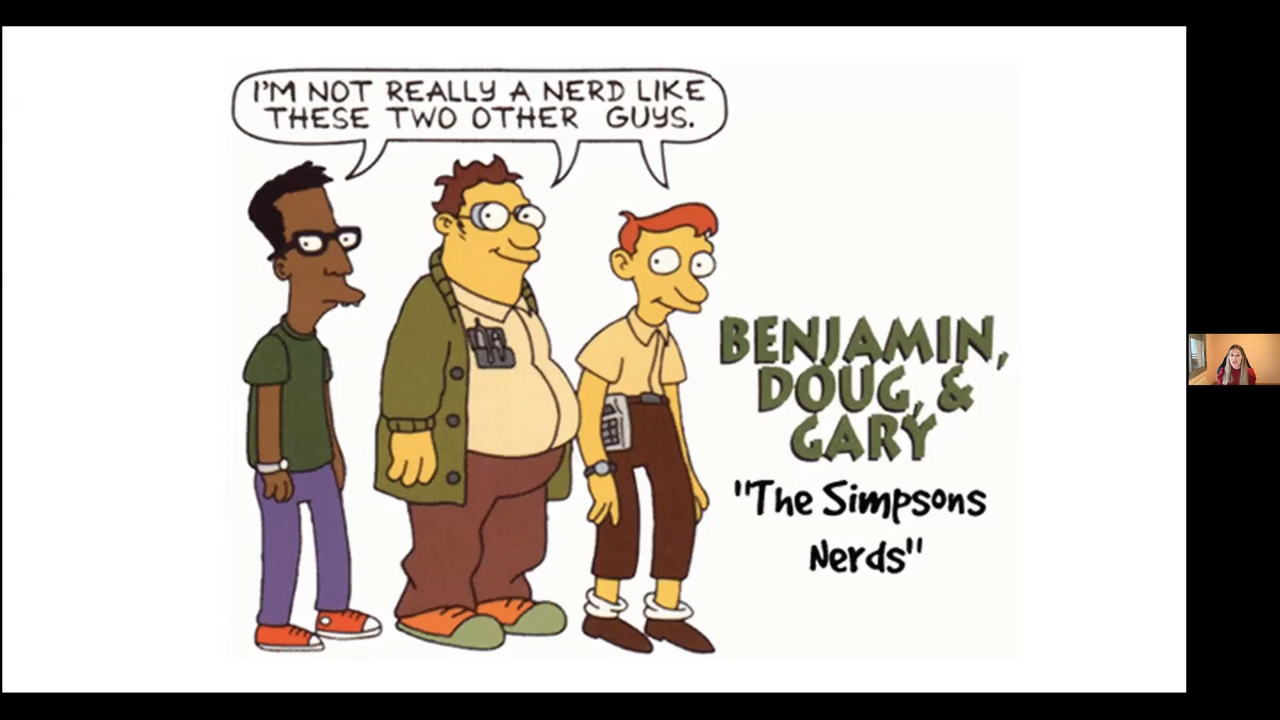 I'M NOT REALLY A NERD LIKE
THESE TWO OTHER GUYS.
BENJAMIN,
DOUG, &
GARY
"The Simpsons
Nerds"